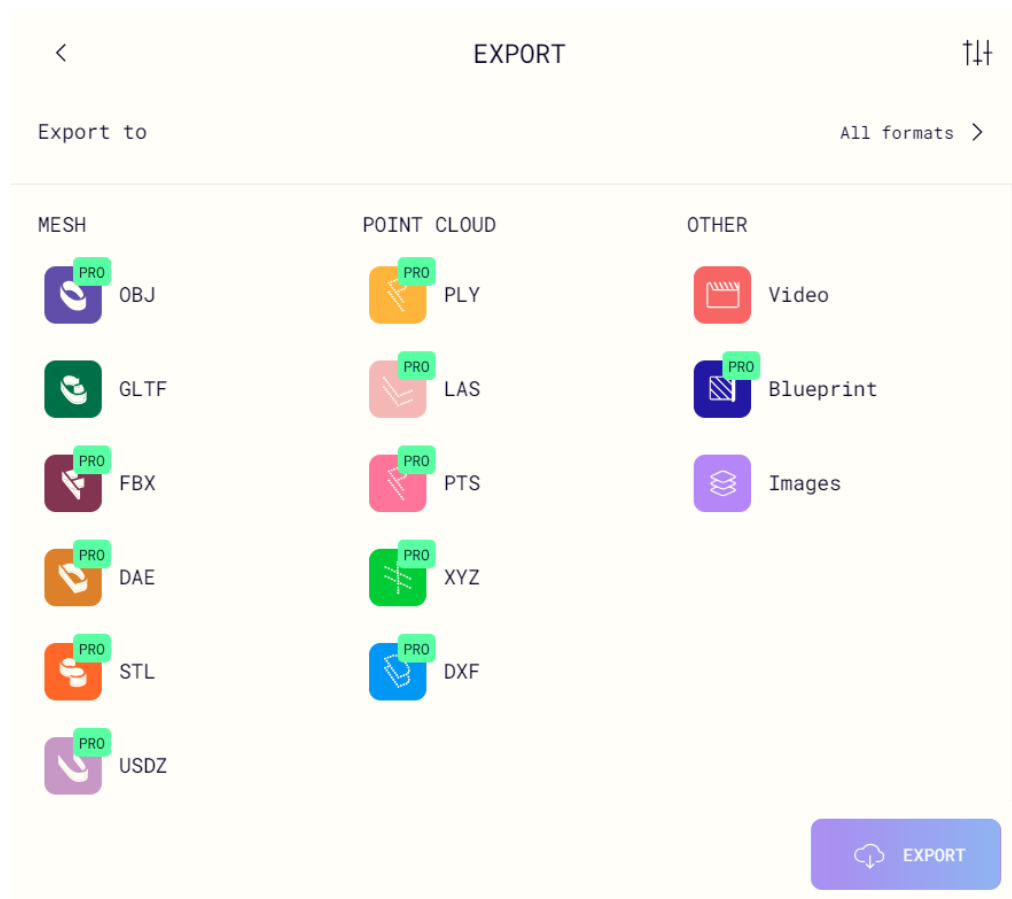 EXPORT
Export to
All formats
MESH
PRO
OBJ
GLTF
PRO
FBX
PRO
DAE
PRO
STL
PRO
USDZ
POINT CLOUD
PRO
PLY
PRO
LAS
PRO
PTS
PRO
XYZ
PRO
DXF
OTHER
Video
PRO
Blueprint
Images
EXPORT